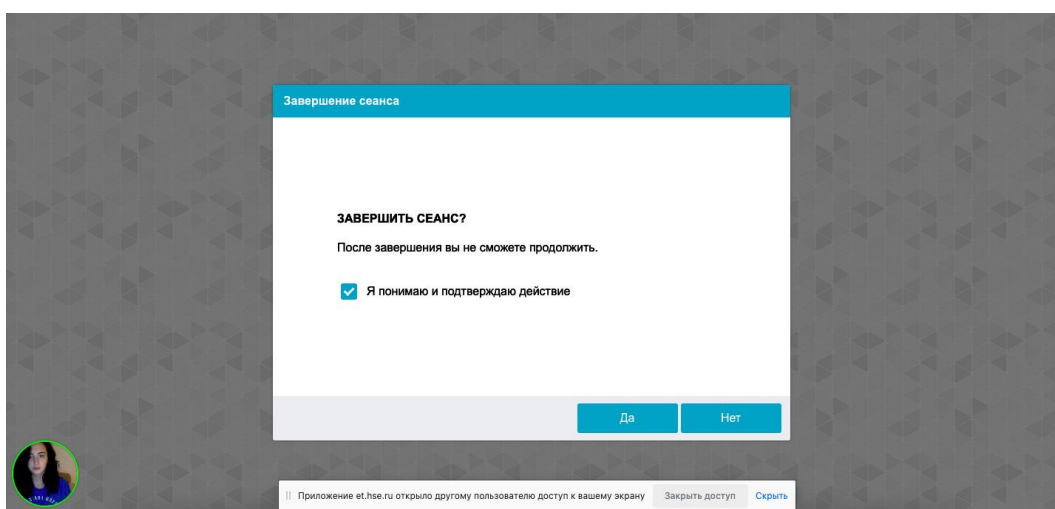 Завершение сеанса
ЗАВЕРШИТЬ СЕАНС?
После завершения вы не сможете продолжить.
Я понимаю и подтверждаю действие
Да Нет
Приложение et.hse.ru открыло другому пользователю доступ к вашему экрану Закрыть доступ Скрыть